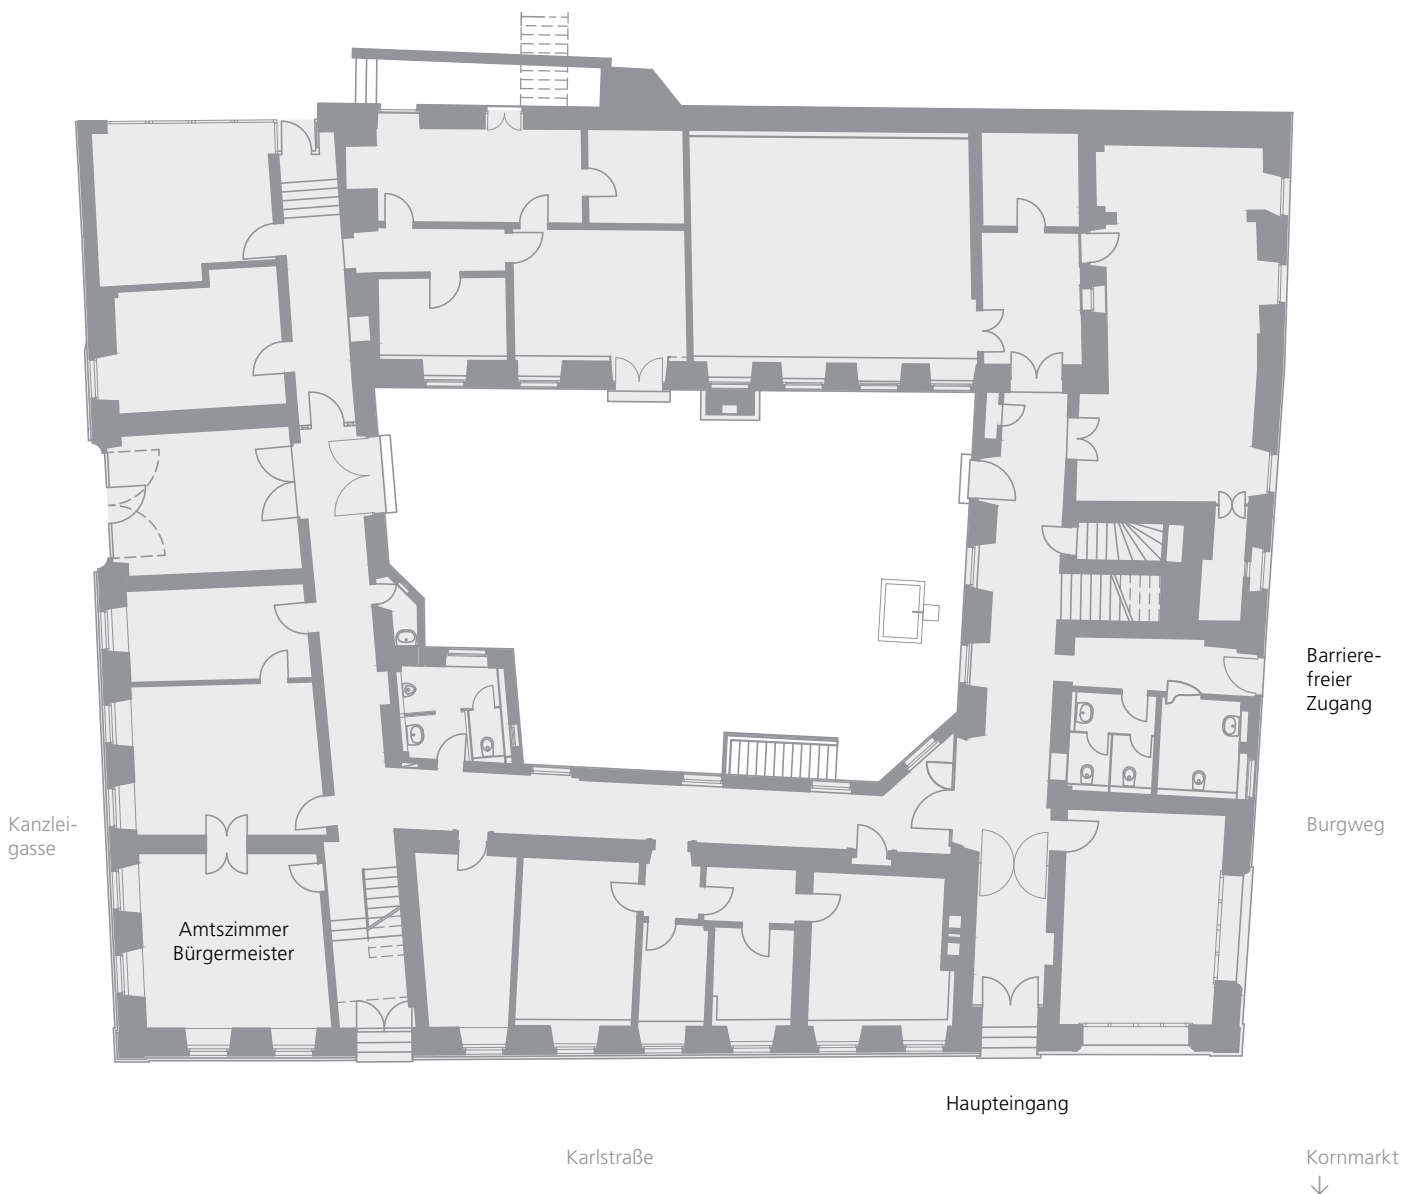 Barriere-
freier
Zugang
Kanzlei-
gasse
Burgweg
Amtszimmer
Bürgermeister
Haupteingang
Karlstraße
Kornmarkt
↓